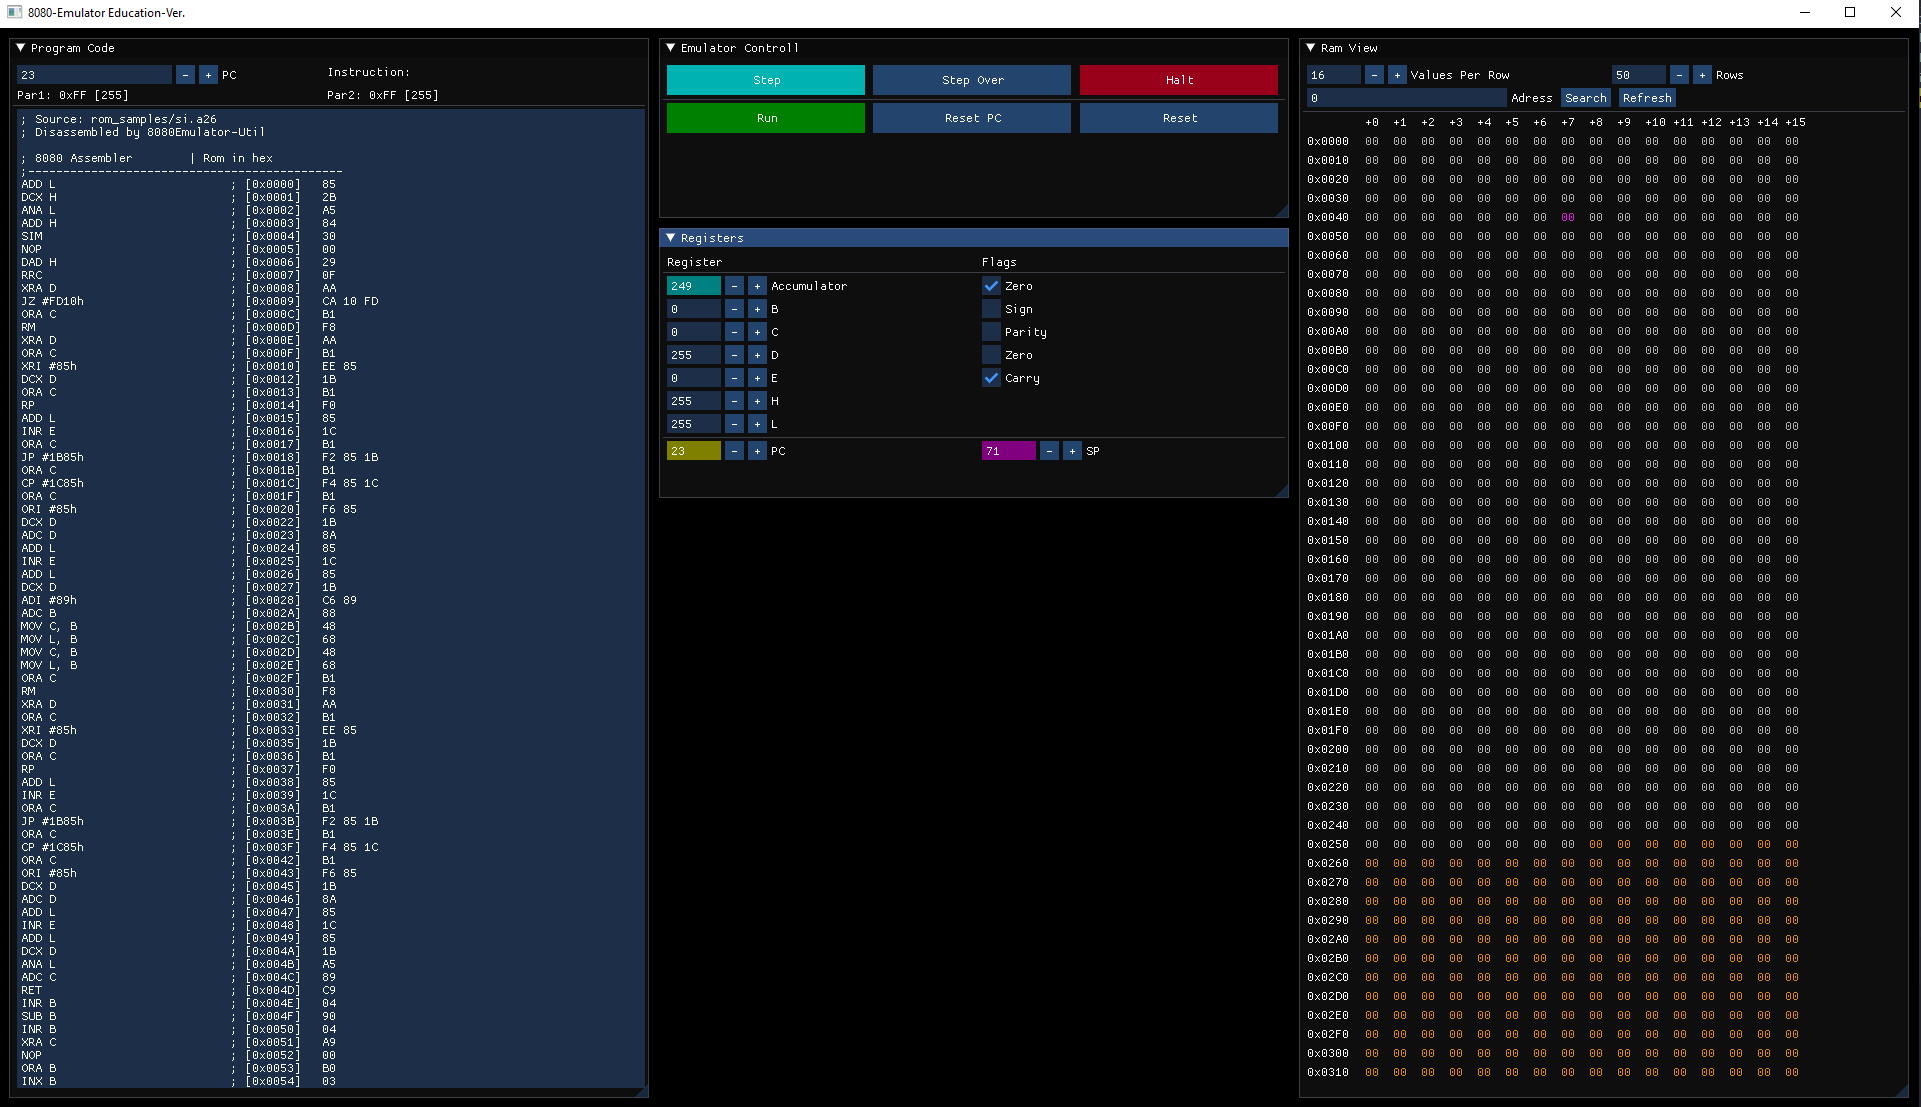 8080-Emulator Education-Ver.
Program Code
23 - + PC Instruction:
Par1: 0xFF [255] Par2: 0xFF [255]
; Source: rom_samples/si.a26
; Disassembled by 8080Emulator-Util
; 8080 Assembler | Rom in hex
;---------------------------------------------
ADD L ; [0x0000] 85
DCX H ; [0x0001] 2B
ANA L ; [0x0002] A5
ADD H ; [0x0003] 84
SIM ; [0x0004] 30
NOP ; [0x0005] 00
DAD H ; [0x0006] 29
RRC ; [0x0007] 0F
XRA D ; [0x0008] AA
JZ #FD10h ; [0x0009] CA 10 FD
ORA C ; [0x000C] B1
RM ; [0x000D] F8
XRA D ; [0x000E] AA
ORA C ; [0x000F] B1
XRI #85h ; [0x0010] EE 85
DCX D ; [0x0012] 1B
ORA C ; [0x0013] B1
RP ; [0x0014] F0
ADD L ; [0x0015] 85
INR E ; [0x0016] 1C
ORA C ; [0x0017] B1
JP #1B85h ; [0x0018] F2 85 1B
ORA C ; [0x001B] B1
CP #1C85h ; [0x001C] F4 85 1C
ORA C ; [0x001F] B1
ORI #85h ; [0x0020] F6 85
DCX D ; [0x0022] 1B
ADC D ; [0x0023] 8A
ADD L ; [0x0024] 85
INR E ; [0x0025] 1C
ADD L ; [0x0026] 85
DCX D ; [0x0027] 1B
ADI #89h ; [0x0028] C6 89
ADC B ; [0x002A] 88
MOV C, B ; [0x002B] 48
MOV L, B ; [0x002C] 68
MOV C, B ; [0x002D] 48
MOV L, B ; [0x002E] 68
ORA C ; [0x002F] B1
RM ; [0x0030] F8
XRA D ; [0x0031] AA
ORA C ; [0x0032] B1
XRI #85h ; [0x0033] EE 85
DCX D ; [0x0035] 1B
ORA C ; [0x0036] B1
RP ; [0x0037] F0
ADD L ; [0x0038] 85
INR E ; [0x0039] 1C
ORA C ; [0x003A] B1
JP #1B85h ; [0x003B] F2 85 1B
ORA C ; [0x003E] B1
CP #1C85h ; [0x003F] F4 85 1C
ORA C ; [0x0042] B1
ORI #85h ; [0x0043] F6 85
DCX D ; [0x0045] 1B
ADC D ; [0x0046] 8A
ADD L ; [0x0047] 85
INR E ; [0x0048] 1C
ADD L ; [0x0049] 85
DCX D ; [0x004A] 1B
ANA L ; [0x004B] A5
ADC C ; [0x004C] 89
RET ; [0x004D] C9
INR B ; [0x004E] 04
SUB B ; [0x004F] 90
INR B ; [0x0050] 04
XRA C ; [0x0051] A9
NOP ; [0x0052] 00
ORA B ; [0x0053] B0
INX B ; [0x0054] 03
Emulator Controll
Step Step Over Halt
Run Reset PC Reset
Registers
Register Flags
249 - + Accumulator Zero
0 - + B Sign
0 - + C Parity
255 - + D Zero
0 - + E Carry
255 - + H
255 - + L
23 - + PC 71 - + SP
Ram View
16 - + Values Per Row 50 - + Rows
0 Adress Search Refresh
+0 +1 +2 +3 +4 +5 +6 +7 +8 +9 +10 +11 +12 +13 +14 +15
0x0000 00 00 00 00 00 00 00 00 00 00 00 00 00 00 00 00
0x0010 00 00 00 00 00 00 00 00 00 00 00 00 00 00 00 00
0x0020 00 00 00 00 00 00 00 00 00 00 00 00 00 00 00 00
0x0030 00 00 00 00 00 00 00 00 00 00 00 00 00 00 00 00
0x0040 00 00 00 00 00 00 00 00 00 00 00 00 00 00 00 00
0x0050 00 00 00 00 00 00 00 00 00 00 00 00 00 00 00 00
0x0060 00 00 00 00 00 00 00 00 00 00 00 00 00 00 00 00
0x0070 00 00 00 00 00 00 00 00 00 00 00 00 00 00 00 00
0x0080 00 00 00 00 00 00 00 00 00 00 00 00 00 00 00 00
0x0090 00 00 00 00 00 00 00 00 00 00 00 00 00 00 00 00
0x00A0 00 00 00 00 00 00 00 00 00 00 00 00 00 00 00 00
0x00B0 00 00 00 00 00 00 00 00 00 00 00 00 00 00 00 00
0x00C0 00 00 00 00 00 00 00 00 00 00 00 00 00 00 00 00
0x00D0 00 00 00 00 00 00 00 00 00 00 00 00 00 00 00 00
0x00E0 00 00 00 00 00 00 00 00 00 00 00 00 00 00 00 00
0x00F0 00 00 00 00 00 00 00 00 00 00 00 00 00 00 00 00
0x0100 00 00 00 00 00 00 00 00 00 00 00 00 00 00 00 00
0x0110 00 00 00 00 00 00 00 00 00 00 00 00 00 00 00 00
0x0120 00 00 00 00 00 00 00 00 00 00 00 00 00 00 00 00
0x0130 00 00 00 00 00 00 00 00 00 00 00 00 00 00 00 00
0x0140 00 00 00 00 00 00 00 00 00 00 00 00 00 00 00 00
0x0150 00 00 00 00 00 00 00 00 00 00 00 00 00 00 00 00
0x0160 00 00 00 00 00 00 00 00 00 00 00 00 00 00 00 00
0x0170 00 00 00 00 00 00 00 00 00 00 00 00 00 00 00 00
0x0180 00 00 00 00 00 00 00 00 00 00 00 00 00 00 00 00
0x0190 00 00 00 00 00 00 00 00 00 00 00 00 00 00 00 00
0x01A0 00 00 00 00 00 00 00 00 00 00 00 00 00 00 00 00
0x01B0 00 00 00 00 00 00 00 00 00 00 00 00 00 00 00 00
0x01C0 00 00 00 00 00 00 00 00 00 00 00 00 00 00 00 00
0x01D0 00 00 00 00 00 00 00 00 00 00 00 00 00 00 00 00
0x01E0 00 00 00 00 00 00 00 00 00 00 00 00 00 00 00 00
0x01F0 00 00 00 00 00 00 00 00 00 00 00 00 00 00 00 00
0x0200 00 00 00 00 00 00 00 00 00 00 00 00 00 00 00 00
0x0210 00 00 00 00 00 00 00 00 00 00 00 00 00 00 00 00
0x0220 00 00 00 00 00 00 00 00 00 00 00 00 00 00 00 00
0x0230 00 00 00 00 00 00 00 00 00 00 00 00 00 00 00 00
0x0240 00 00 00 00 00 00 00 00 00 00 00 00 00 00 00 00
0x0250 00 00 00 00 00 00 00 00 00 00 00 00 00 00 00 00
0x0260 00 00 00 00 00 00 00 00 00 00 00 00 00 00 00 00
0x0270 00 00 00 00 00 00 00 00 00 00 00 00 00 00 00 00
0x0280 00 00 00 00 00 00 00 00 00 00 00 00 00 00 00 00
0x0290 00 00 00 00 00 00 00 00 00 00 00 00 00 00 00 00
0x02A0 00 00 00 00 00 00 00 00 00 00 00 00 00 00 00 00
0x02B0 00 00 00 00 00 00 00 00 00 00 00 00 00 00 00 00
0x02C0 00 00 00 00 00 00 00 00 00 00 00 00 00 00 00 00
0x02D0 00 00 00 00 00 00 00 00 00 00 00 00 00 00 00 00
0x02E0 00 00 00 00 00 00 00 00 00 00 00 00 00 00 00 00
0x02F0 00 00 00 00 00 00 00 00 00 00 00 00 00 00 00 00
0x0300 00 00 00 00 00 00 00 00 00 00 00 00 00 00 00 00
0x0310 00 00 00 00 00 00 00 00 00 00 00 00 00 00 00 00